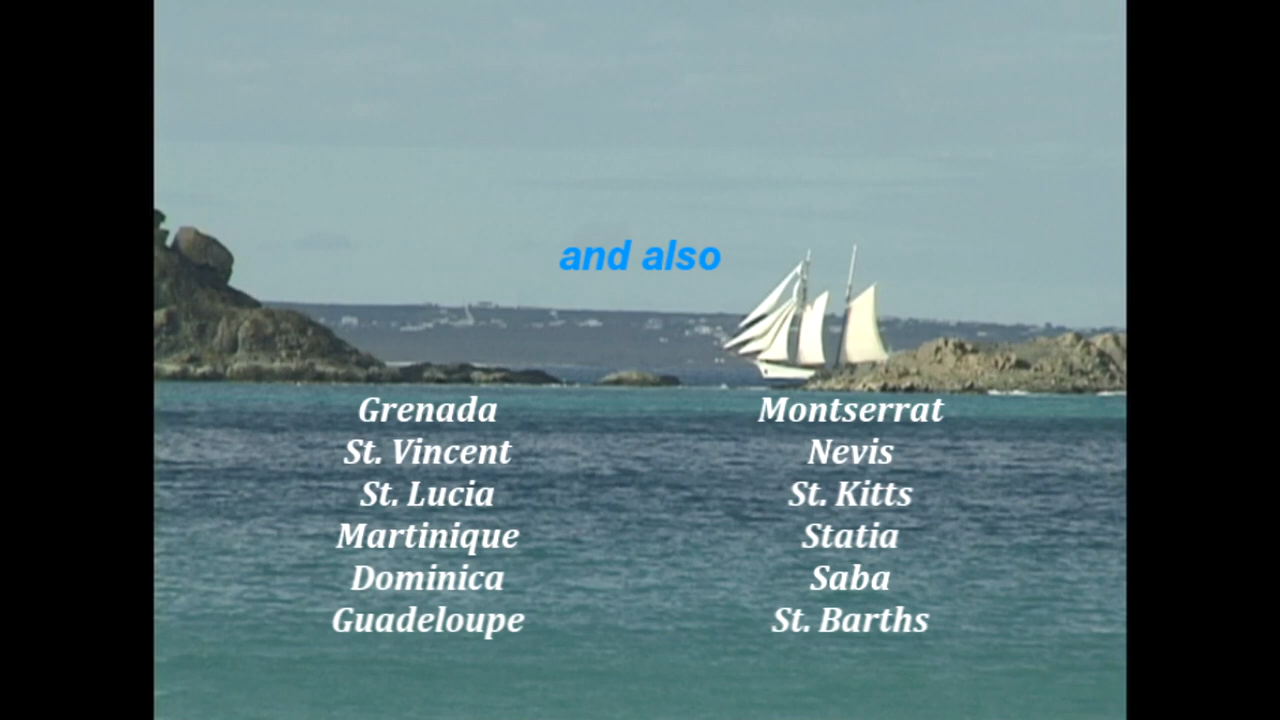 and also
Grenada
St. Vincent
St. Lucia
Martinique
Dominica
Guadeloupe
Montserrat
Nevis
St. Kitts
Statia
Saba
St. Barths